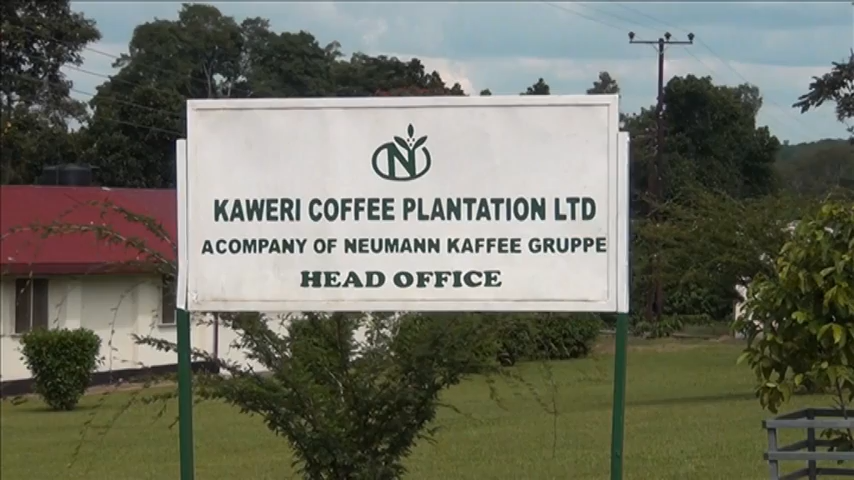 N
KAWERI COFFEE PLANTATION LTD
ACOMPANY OF NEUMANN KAFFEE GRUPPE
HEAD OFFICE